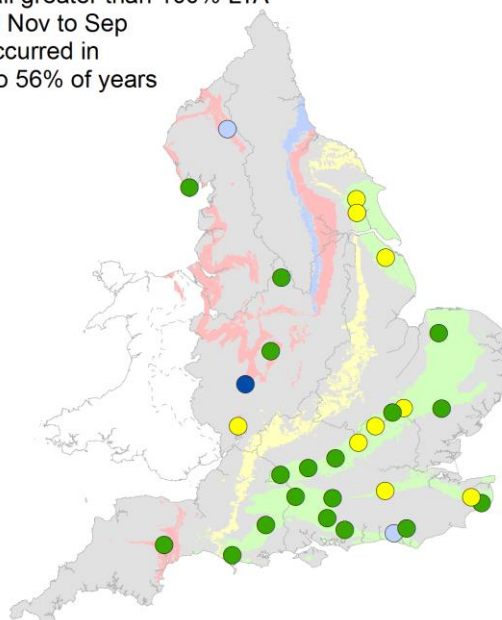 greater than 100% LTA
Nov to Sep
ccurred in
o 56% of years